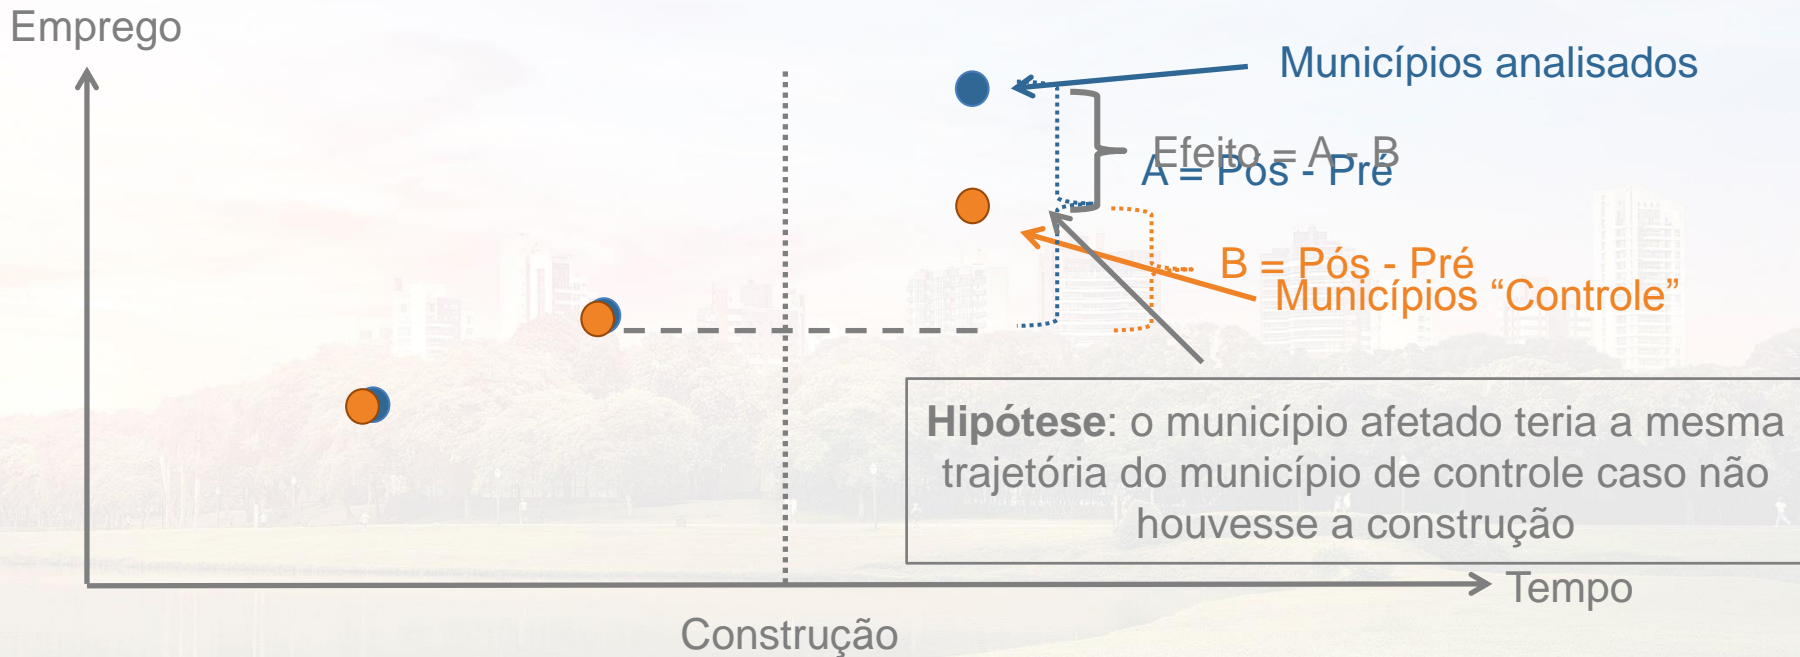 Emprego
Municípios analisados
Efeito = A - B
A = Pós - Pré
B = Pós - Pré
Municípios “Controle”
Hipótese: o município afetado teria a mesma
trajetória do município de controle caso não
houvesse a construção
Tempo
Construção